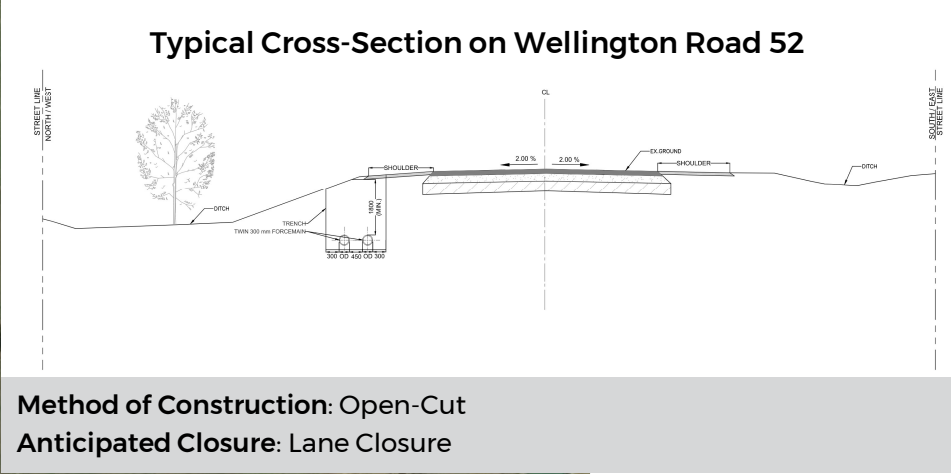 Typical Cross-Section on Wellington Road 52
STREET LINE
NORTH / WEST
CL
SOUTH / EAST
STREET LINE
2.00 %
2.00 %
EX.GROUND
SHOULDER
SHOULDER
DITCH
DITCH
1800
(MIN.)
TRENCH
TWIN 300 mm FORCEMAIN
300 OD 450 OD 300
Method of Construction: Open-Cut
Anticipated Closure: Lane Closure